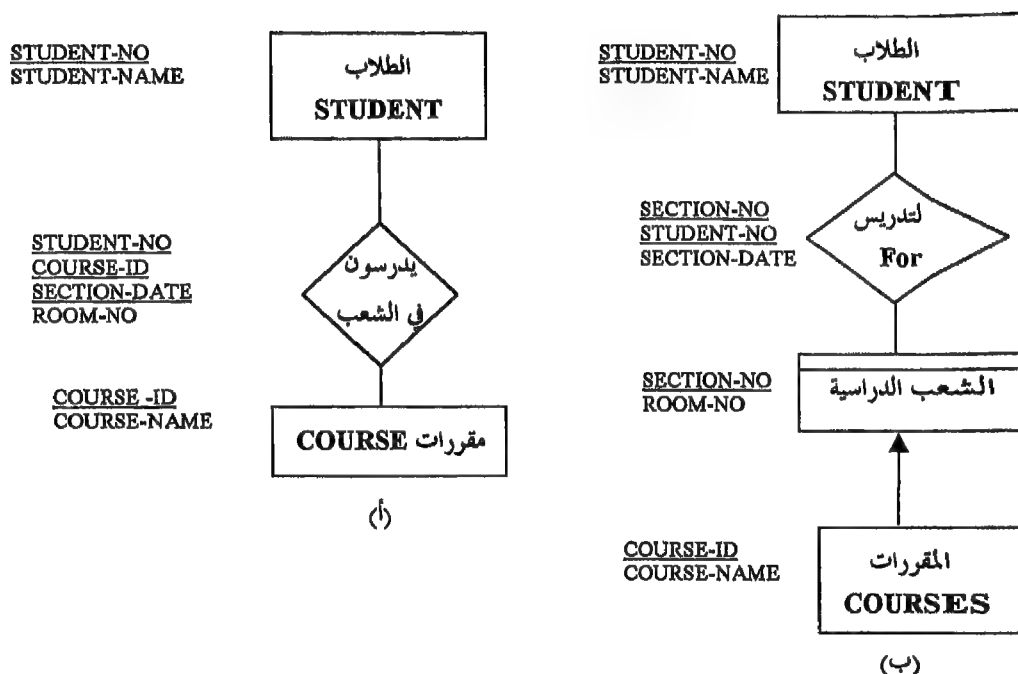 STUDENT-NO
STUDENT-NAME
الطلاب
STUDENT
STUDENT-NO
COURSE-ID
SECTION-DATE
ROOM-NO
يدرسون
في الشعب
COURSE -ID
COURSE-NAME
مقررات COURSE
(أ)
STUDENT-NO
STUDENT-NAME
الطلاب
STUDENT
SECTION-NO
STUDENT-NO
SECTION-DATE
لتدريس
For
SECTION-NO
ROOM-NO
الشعب الدراسية
COURSE-ID
COURSE-NAME
المقررات
COURSES
(ب)